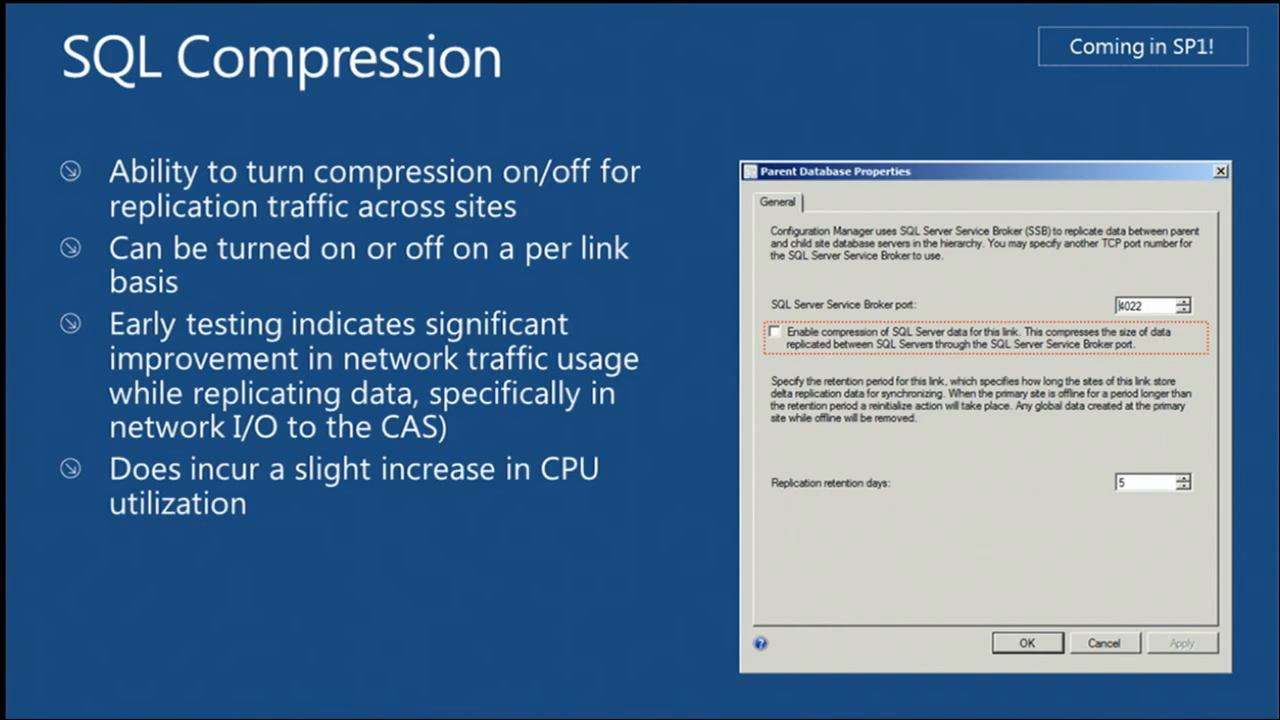 SQL Compression
Coming in SP1!
Ability to turn compression on/off for
replication traffic across sites
Can be turned on or off on a per link
basis
Early testing indicates significant
improvement in network traffic usage
while replicating data, specifically in
network I/O to the CAS)
Does incur a slight increase in CPU
utilization
Parent Database Properties
General
Configuration Manager uses SQL Server Service Broker (SSB) to replicate data between parent
and child site database servers in the hierarchy. You may specify another TCP port number for
the SQL Server Service Broker to use.
SQL Server Service Broker port:
4022
Enable compression of SQL Server data for this link. This compresses the size of data
replicated between SQL Servers through the SQL Server Service Broker port.
Specify the retention period for this link, which specifies how long the sites of this link store
delta replication data for synchronizing. When the primary site is offline for a period longer than
the retention period a reinitialize action will take place. Any global data created at the primary
site while offline will be removed.
Replication retention days:
5
OK
Cancel
Apply